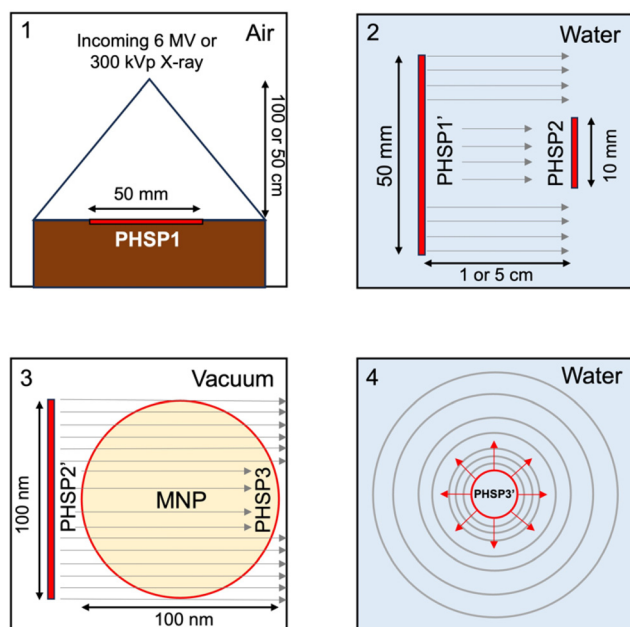 1
Incoming 6 MV or
300 kVp X-ray
Air
100 or 50 cm
50 mm
PHSP1
2
Water
50 mm
PHSP1'
PHSP2
10 mm
1 or 5 cm
3
Vacuum
100 nm
PHSP2'
MNP
PHSP3
100 nm
4
Water
PHSP3'